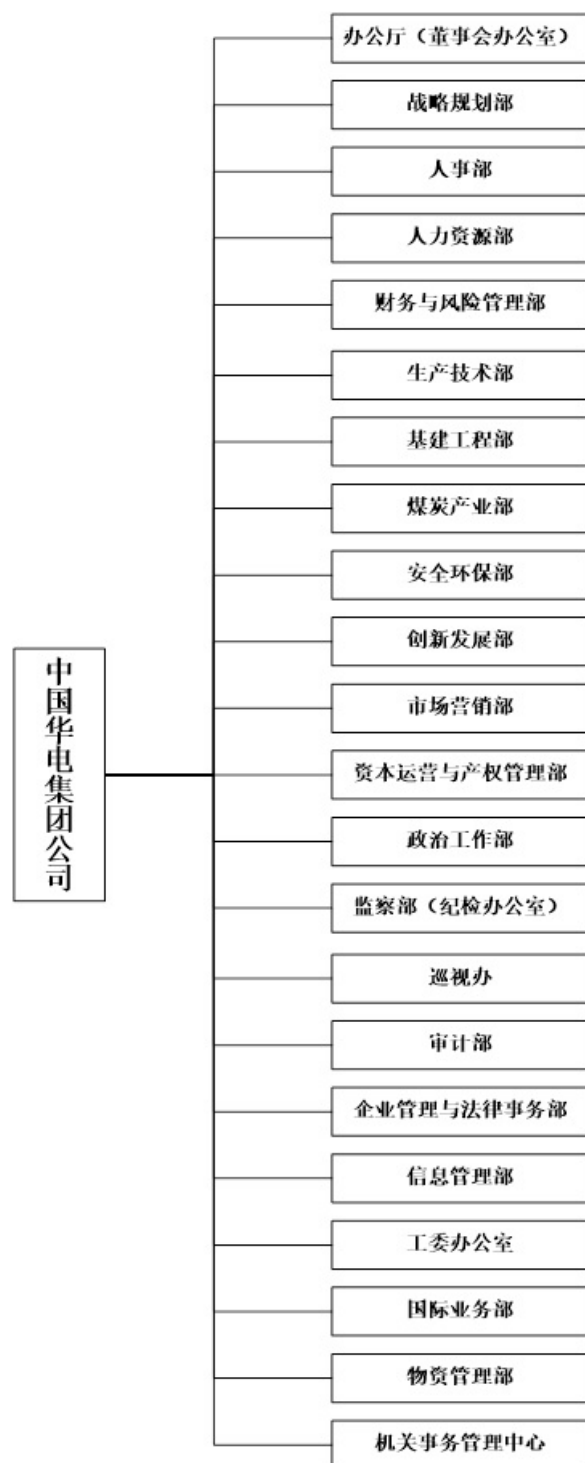 办公厅（董事会办公室）
战略规划部
人事部
人力资源部
财务与风险管理部
生产技术部
基建工程部
煤炭产业部
安全环保部
创新发展部
市场营销部
中国华电集团公司
资本运营与产权管理部
政治工作部
监察部（纪检办公室）
巡视办
审计部
企业管理与法律事务部
信息管理部
工委办公室
国际业务部
物资管理部
机关事务管理中心